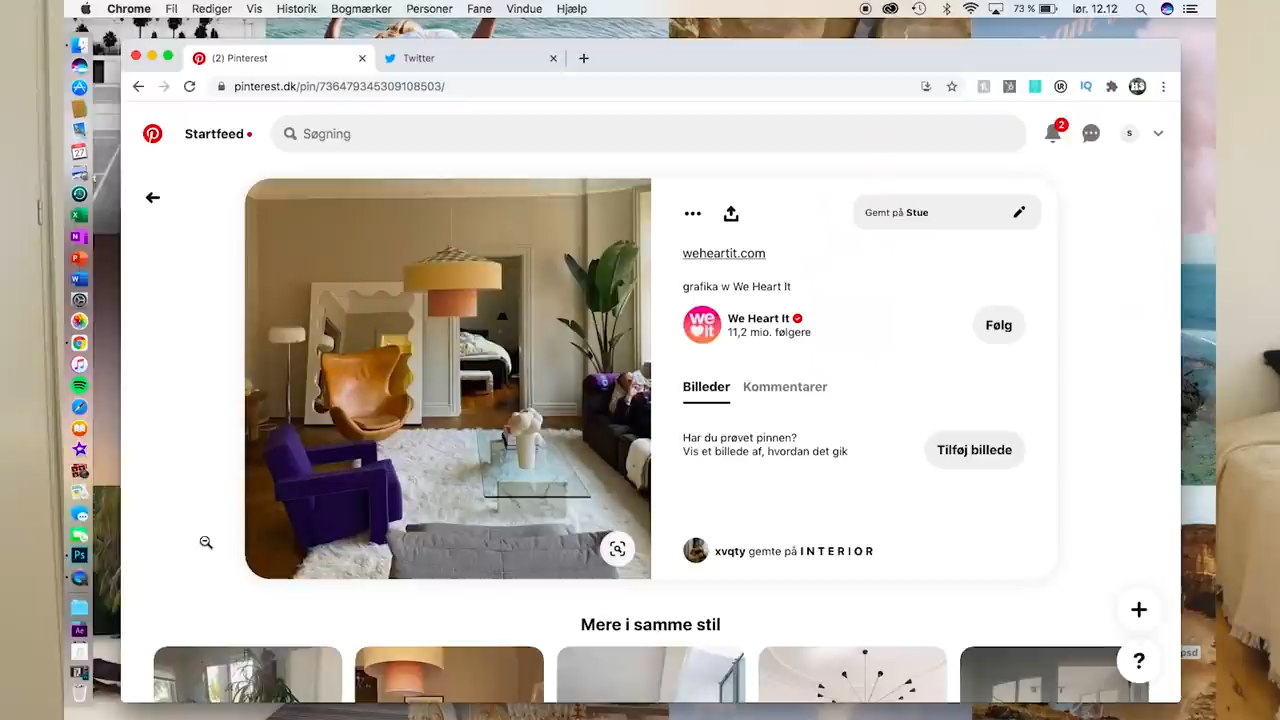 Chrome Fil Rediger Vis Historik Bogmærker Personer Fane Vindue Hjælp 73 % lør. 12.12
(2) Pinterest Twitter
pinterest.dk/pin/736479345309108503/
Startfeed Søgning 2 s
Gemt på Stue
weheartit.com
grafika w We Heart It
we it We Heart It
11,2 mio. følgere
Følg
Billeder Kommentarer
Har du prøvet pinnen?
Vis et billede af, hvordan det gik
Tilføj billede
xvqty gemte på INTERIOR
Mere i samme stil
psd